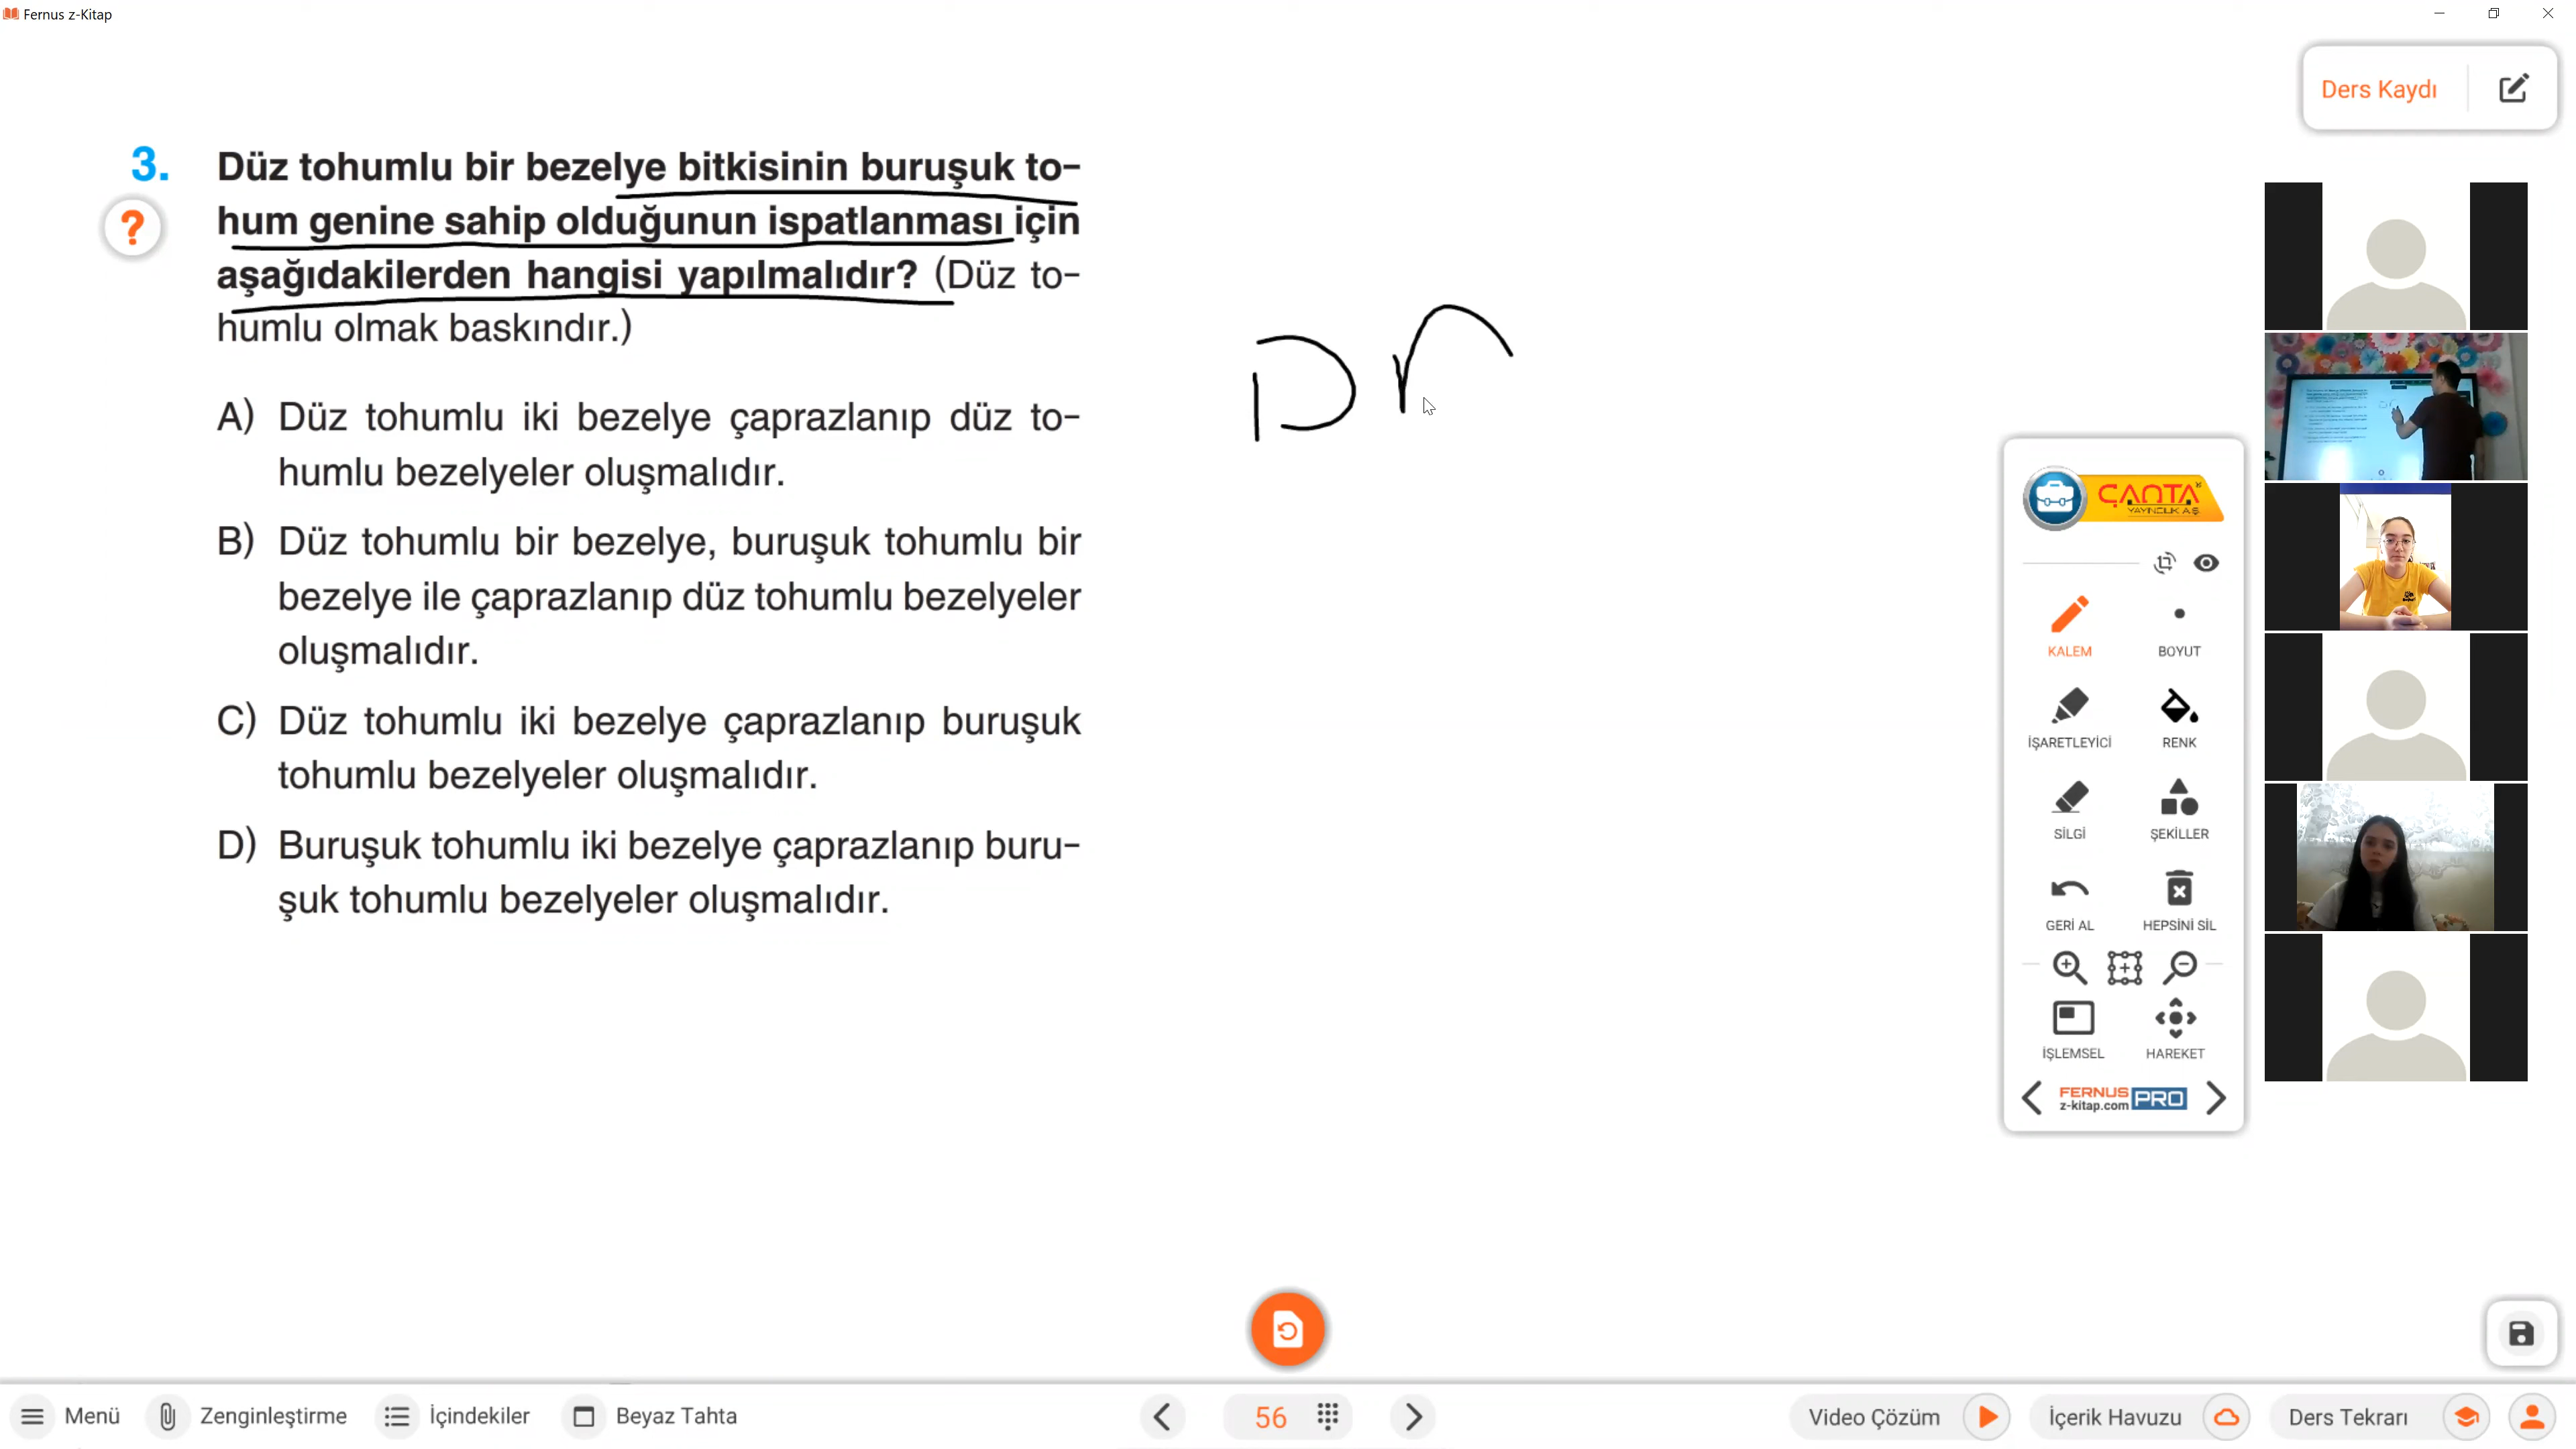 Fernus z-Kitap
Ders Kaydı
3. Düz tohumlu bir bezelye bitkisinin buruşuk to-
hum genine sahip olduğunun ispatlanması için
aşağıdakilerden hangisi yapılmalıdır? (Düz to-
humlu olmak baskındır.)
A) Düz tohumlu iki bezelye çaprazlanıp düz to-
humlu bezelyeler oluşmalıdır.
B) Düz tohumlu bir bezelye, buruşuk tohumlu bir
bezelye ile çaprazlanıp düz tohumlu bezelyeler
oluşmalıdır.
C) Düz tohumlu iki bezelye çaprazlanıp buruşuk
tohumlu bezelyeler oluşmalıdır.
D) Buruşuk tohumlu iki bezelye çaprazlanıp buru-
şuk tohumlu bezelyeler oluşmalıdır.
Dr
ÇANTA
YAYINCILIK A.Ş.
KALEM BOYUT
İŞARETLEYİCİ RENK
SİLGİ ŞEKİLLER
GERİ AL HEPSİNİ SİL
İŞLEMSEL HAREKET
FERNUS PRO
z-kitap.com
Menü Zenginleştirme İçindekiler Beyaz Tahta 56 Video Çözüm İçerik Havuzu Ders Tekrarı